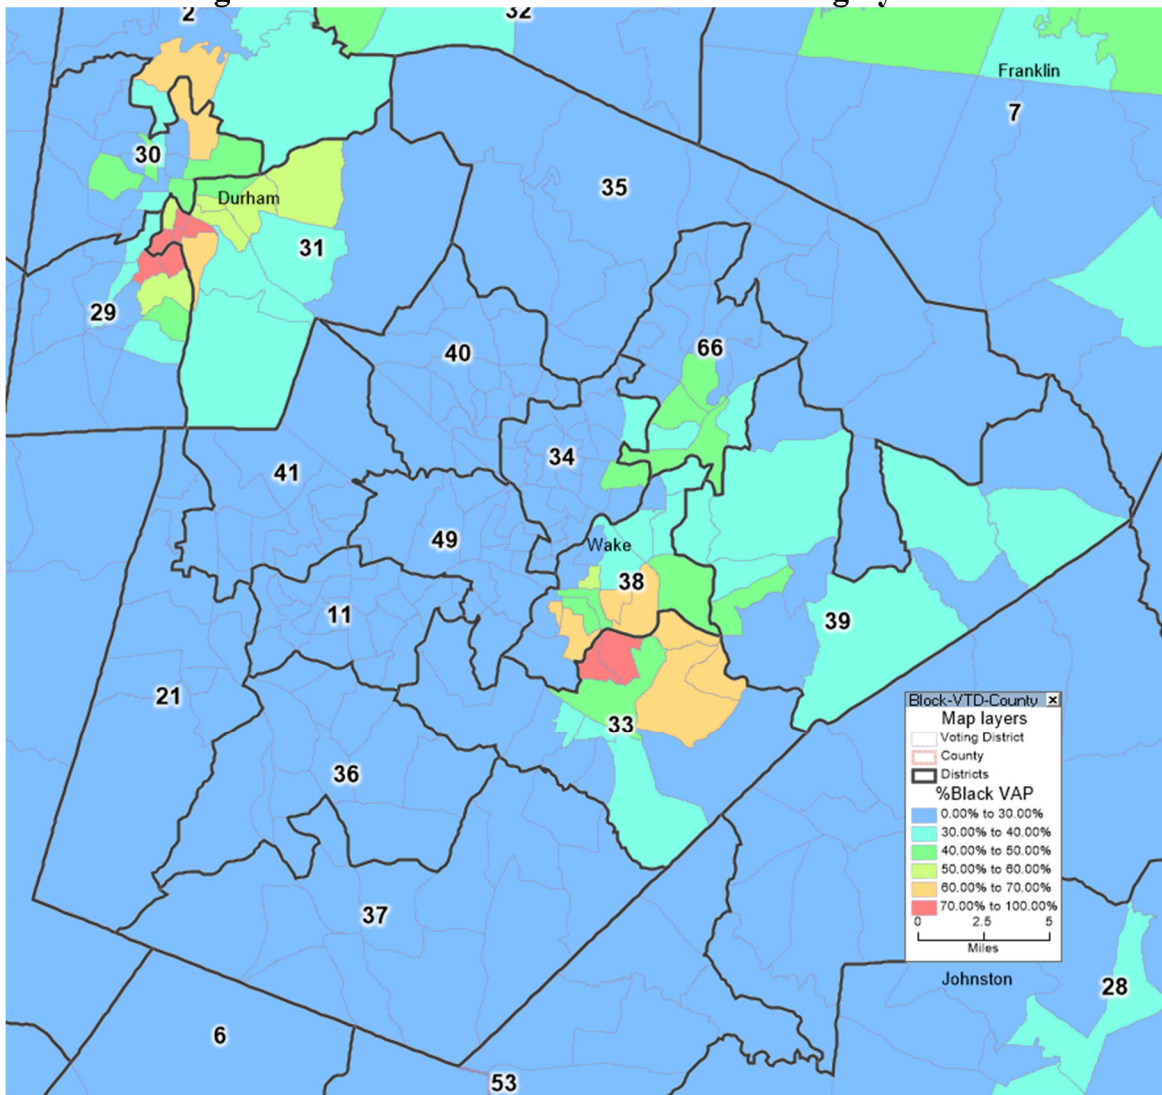 2
32
Franklin
7
30
35
Durham
31
29
40
66
41
34
49
Wake
38
11
39
21
33
36
37
Block-VTD-County x
Map layers
Voting District
County
Districts
%Black VAP
0.00% to 30.00%
30.00% to 40.00%
40.00% to 50.00%
50.00% to 60.00%
60.00% to 70.00%
70.00% to 100.00%
0 2.5 5
Miles
Johnston
28
6
53